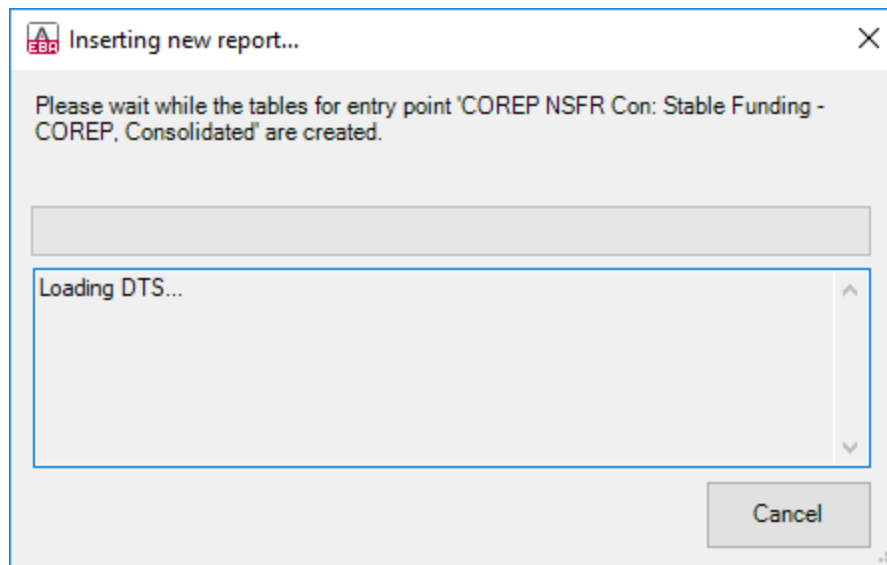 A
EBA
Inserting new report...
Please wait while the tables for entry point 'COREP NSFR Con: Stable Funding -
COREP, Consolidated' are created.
Loading DTS...
Cancel